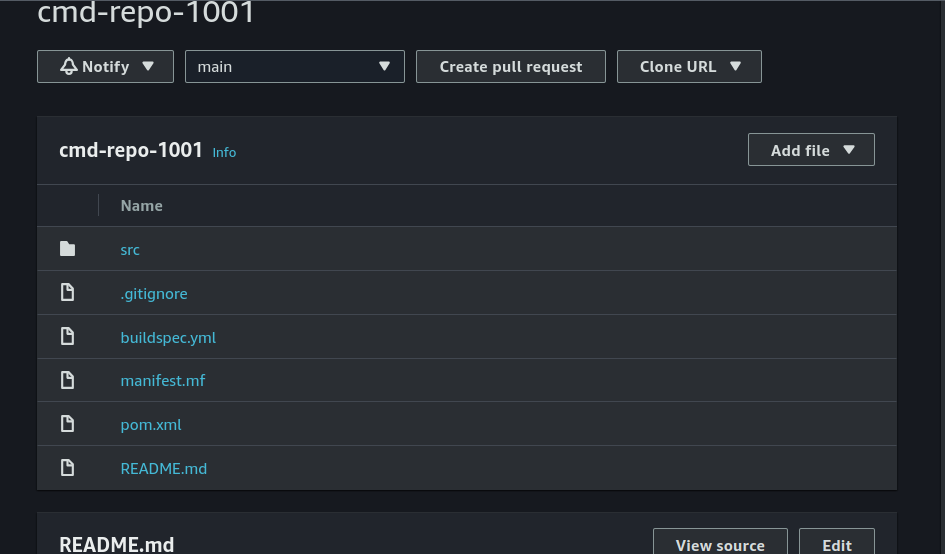 cmd-repo-1001
Notify main Create pull request Clone URL
cmd-repo-1001 Info Add file
Name
src
.gitignore
buildspec.yml
manifest.mf
pom.xml
README.md
README.md View source Edit